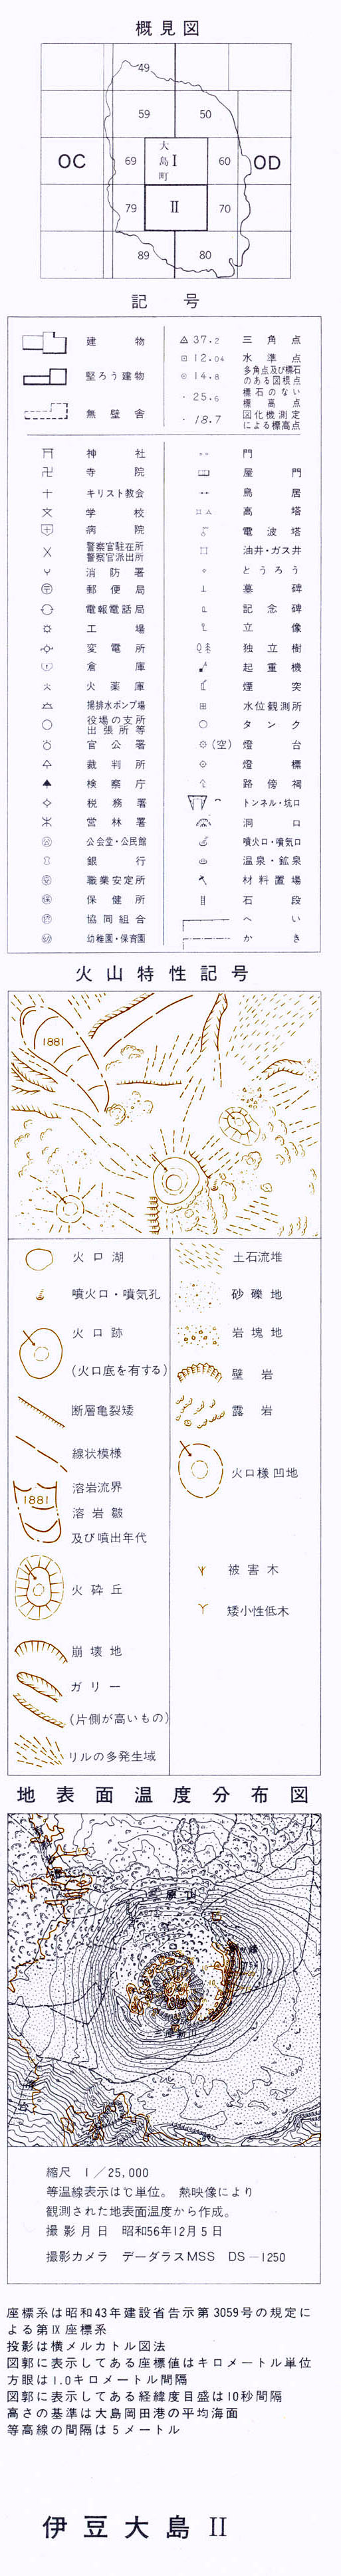 概見図
49
59
50
OC
69
大島町
I
60
OD
79
II
70
89
80
記号
建物
堅ろう建物
無壁舎
37.2 三角点
12.04 水準点
14.8 多角点及び標石のある図根点
25.6 標石のない標高点
18.7 図化機測定による標高点
神社
寺院
キリスト教会
学校
病院
警察官駐在所
警察官派出所
消防署
郵便局
電報電話局
工場
変電所
倉庫
火薬庫
揚排水ポンプ場
役場の支所
出張所等
官公署
裁判所
検察庁
税務署
営林署
公会堂・公民館
銀行
職業安定所
保健所
協同組合
幼稚園・保育園
門
屋門
鳥居
高塔
電波塔
油井・ガス井
とうろう
墓碑
記念碑
立像
独立樹
起重機
煙突
水位観測所
タンク
(空) 燈台
燈標
路傍祠
トンネル・坑口
洞口
噴火口・噴気口
温泉・鉱泉
材料置場
石段
へい
かき
火山特性記号
1881
火口湖
噴火口・噴気孔
火口跡
(火口底を有する)
断層亀裂矮
線状模様
1881
溶岩流界
溶岩皺
及び噴出年代
火砕丘
崩壊地
ガリー
(片側が高いもの)
リルの多発生域
土石流堆
砂礫地
岩塊地
壁岩
露岩
火口様凹地
被害木
矮小性低木
地表面温度分布図
三原山
縮尺 1/25,000
等温線表示は℃単位。熱映像により
観測された地表面温度から作成。
撮影月日 昭和56年12月5日
撮影カメラ デーダラスMSS DS-1250
座標系は昭和43年建設省告示第3059号の規定に
よる第Ⅸ座標系
投影は横メルカトル図法
図郭に表示してある座標値はキロメートル単位
方眼は1.0キロメートル間隔
図郭に表示してある経緯度目盛は10秒間隔
高さの基準は大島岡田港の平均海面
等高線の間隔は5メートル
伊豆大島 II